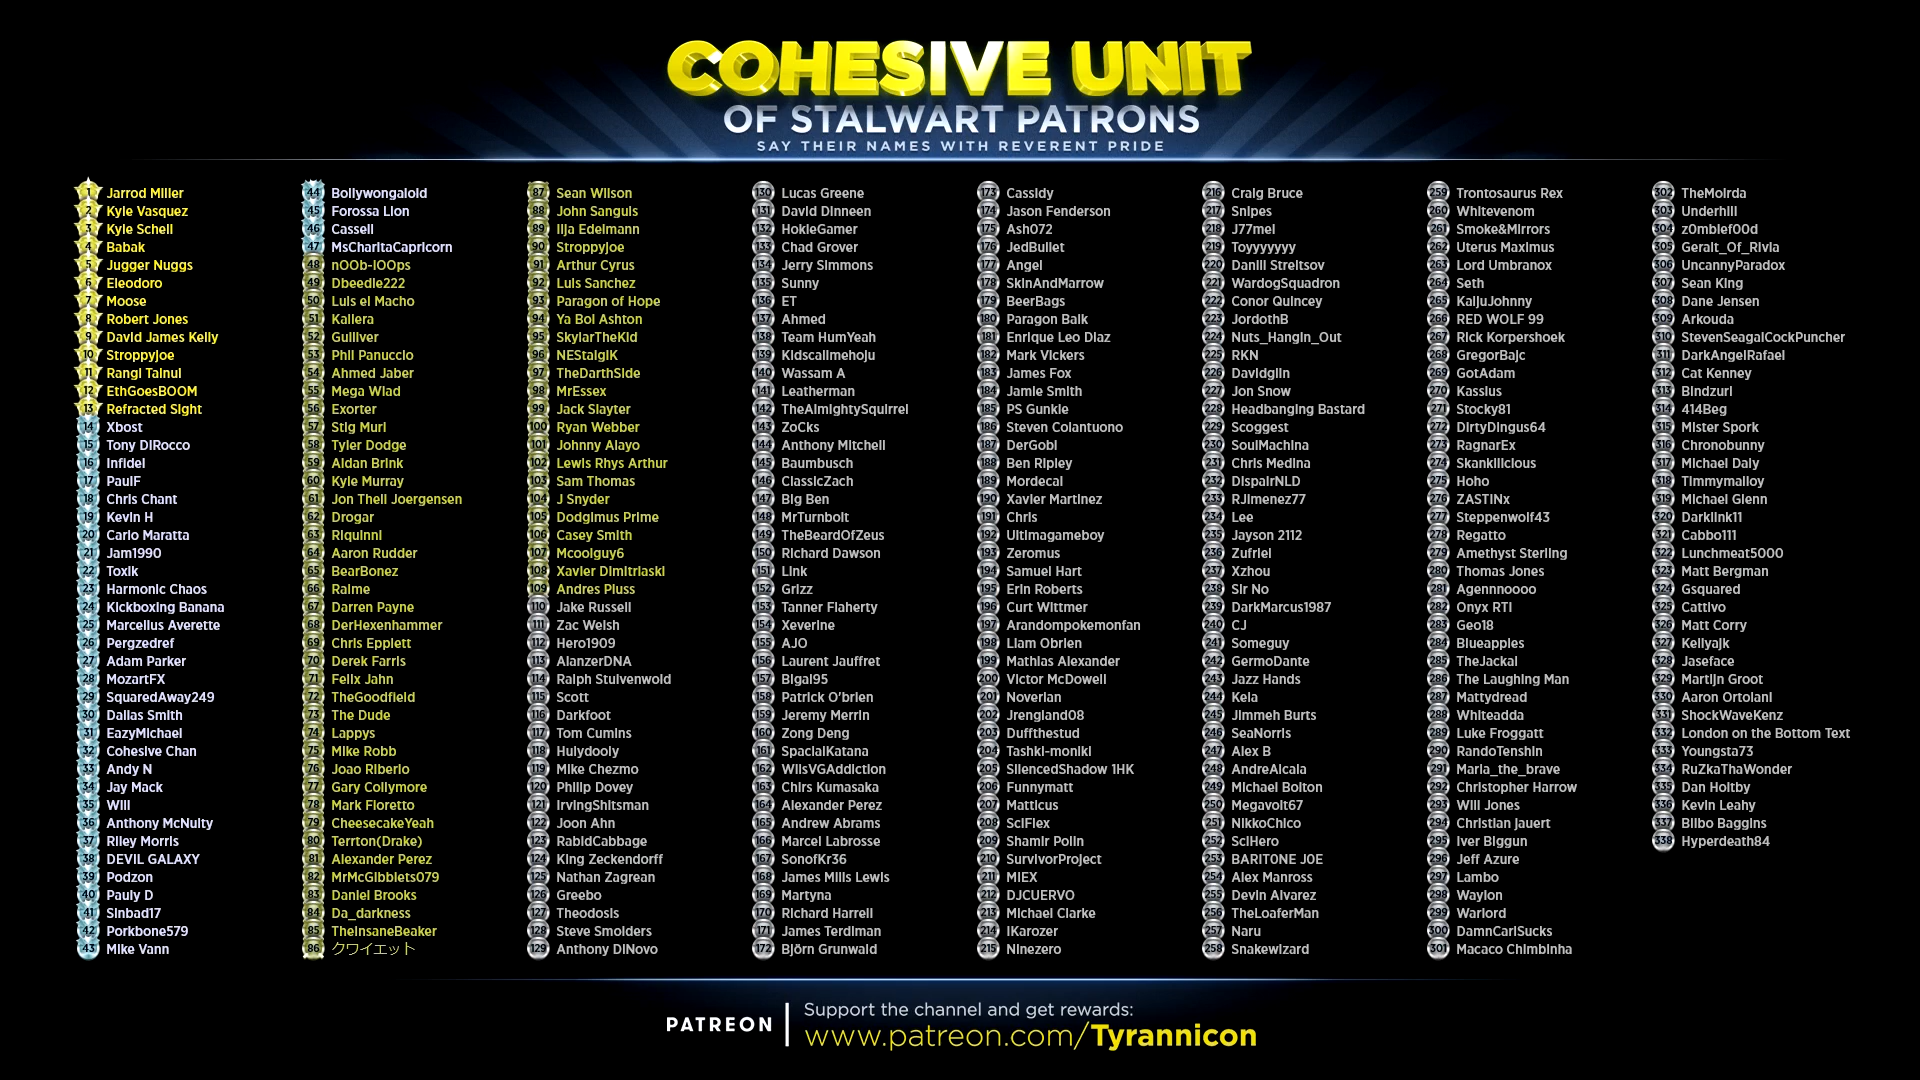 COHESIVE UNIT
OF STALWART PATRONS
SAY THEIR NAMES WITH REVERENT PRIDE
1 Jarrod Miller
2 Kyle Vasquez
3 Kyle Schell
4 Babak
5 Jugger Nuggs
6 Eleodoro
7 Moose
8 Robert Jones
9 David James Kelly
10 Stroppyjoe
11 Rangi Tainui
12 EthGoesBOOM
13 Refracted Sight
14 Xbost
15 Tony DiRocco
16 Infidel
17 PaulF
18 Chris Chant
19 Kevin H
20 Carlo Maratta
21 Jam1990
22 Toxik
23 Harmonic Chaos
24 Kickboxing Banana
25 Marcellus Averette
26 Pergzedref
27 Adam Parker
28 MozartFX
29 SquaredAway249
30 Dallas Smith
31 EazyMichael
32 Cohesive Chan
33 Andy N
34 Jay Mack
35 Will
36 Anthony McNulty
37 Riley Morris
38 DEVIL GALAXY
39 Podzon
40 Pauly D
41 Sinbad17
42 Porkbone579
43 Mike Vann
44 Bollywongaloid
45 Forossa Lion
46 Cassell
47 MsCharitaCapricorn
48 nOOb-lOOps
49 Dbeedle222
50 Luis el Macho
51 Kallera
52 Gulliver
53 Phil Panuccio
54 Ahmed Jaber
55 Mega Wlad
56 Exorter
57 Stig Muri
58 Tyler Dodge
59 Aidan Brink
60 Kyle Murray
61 Jon Theil Joergensen
62 Drogar
63 Riquinni
64 Aaron Rudder
65 BearBonez
66 Raime
67 Darren Payne
68 DerHexenhammer
69 Chris Epplett
70 Derek Farris
71 Felix Jahn
72 TheGoodfield
73 The Dude
74 Lappys
75 Mike Robb
76 Joao Riberio
77 Gary Collymore
78 Mark Fioretto
79 CheesecakeYeah
80 Terrton(Drake)
81 Alexander Perez
82 MrMcGibblets079
83 Daniel Brooks
84 Da_darkness
85 TheInsaneBeaker
86 クワイエット
87 Sean Wilson
88 John Sanguis
89 Ilja Edelmann
90 Stroppyjoe
91 Arthur Cyrus
92 Luis Sanchez
93 Paragon of Hope
94 Ya Boi Ashton
95 SkylarTheKid
96 NEStalgiK
97 TheDarthSide
98 MrEssex
99 Jack Slayter
100 Ryan Webber
101 Johnny Alayo
102 Lewis Rhys Arthur
103 Sam Thomas
104 J Snyder
105 Dodgimus Prime
106 Casey Smith
107 Mcoolguy6
108 Xavier Dimitriaski
109 Andres Pluss
110 Jake Russell
111 Zac Welsh
112 Hero1909
113 AlanzerDNA
114 Ralph Stuivenvold
115 Scott
116 Darkfoot
117 Tom Cumins
118 Hulydooly
119 Mike Chezmo
120 Philip Dovey
121 IrvingShitsman
122 Joon Ahn
123 RabidCabbage
124 King Zeckendorff
125 Nathan Zagrean
126 Greebo
127 Theodosis
128 Steve Smolders
129 Anthony DiNovo
130 Lucas Greene
131 David Dinneen
132 HokieGamer
133 Chad Grover
134 Jerry Simmons
135 Sunny
136 ET
137 Ahmed
138 Team HumYeah
139 Kidscallmehoju
140 Wassam A
141 Leatherman
142 TheAlmightySquirrel
143 ZoCks
144 Anthony Mitchell
145 Baumbusch
146 ClassicZach
147 Big Ben
148 MrTurnbolt
149 TheBeardOfZeus
150 Richard Dawson
151 Link
152 Grizz
153 Tanner Flaherty
154 Xeverine
155 AJO
156 Laurent Jauffret
157 Bigal95
158 Patrick O'brien
159 Jeremy Merrin
160 Zong Deng
161 SpacialKatana
162 WilsVGAddiction
163 Chirs Kumasaka
164 Alexander Perez
165 Andrew Abrams
166 Marcel Labrosse
167 SonofKr36
168 James Mills Lewis
169 Martyna
170 Richard Harrell
171 James Terdiman
172 Björn Grunwald
173 Cassidy
174 Jason Fenderson
175 Ash072
176 JedBullet
177 Angel
178 SkinAndMarrow
179 BeerBags
180 Paragon Baik
181 Enrique Leo Diaz
182 Mark Vickers
183 James Fox
184 Jamie Smith
185 PS Gunkie
186 Steven Colantuono
187 DerGobi
188 Ben Ripley
189 Mordecai
190 Xavier Martinez
191 Chris
192 Ultimagameboy
193 Zeromus
194 Samuel Hart
195 Erin Roberts
196 Curt Wittmer
197 Arandompokemonfan
198 Liam Obrien
199 Mathias Alexander
200 Victor McDowell
201 Noverian
202 Jrengland08
203 Duffthestud
204 Tashki-moniki
205 SilencedShadow 1HK
206 Funnymatt
207 Matticus
208 SciFlex
209 Shamir Polin
210 SurvivorProject
211 MIEX
212 DJCUERVO
213 Michael Clarke
214 IKarozer
215 Ninezero
216 Craig Bruce
217 Snipes
218 J77mel
219 Toyyyyyyy
220 Daniil Streltsov
221 WardogSquadron
222 Conor Quincey
223 JordothB
224 Nuts_Hangin_Out
225 RKN
226 Davidglin
227 Jon Snow
228 Headbanging Bastard
229 Scoggest
230 SoulMachina
231 Chris Medina
232 DispairNLD
233 RJimenez77
234 Lee
235 Jayson 2112
236 Zufriel
237 Xzhou
238 Sir No
239 DarkMarcus1987
240 CJ
241 Someguy
242 GermoDante
243 Jazz Hands
244 Kela
245 Jimmeh Burts
246 SeaNorris
247 Alex B
248 AndreAlcala
249 Michael Bolton
250 Megavolt67
251 NikkoChico
252 SciHero
253 BARITONE JOE
254 Alex Manross
255 Devin Alvarez
256 TheLoaferMan
257 Naru
258 Snakewizard
259 Trontosaurus Rex
260 Whitevenom
261 Smoke&Mirrors
262 Uterus Maximus
263 Lord Umbranox
264 Seth
265 KaijuJohnny
266 RED WOLF 99
267 Rick Korpershoek
268 GregorBajc
269 GotAdam
270 Kassius
271 Stocky81
272 DirtyDingus64
273 RagnarEx
274 Skankilicious
275 Hoho
276 ZASTINx
277 Steppenwolf43
278 Regatto
279 Amethyst Sterling
280 Thomas Jones
281 Agennnoooo
282 Onyx RTI
283 Geo18
284 Blueapples
285 TheJackal
286 The Laughing Man
287 Mattydread
288 Whiteadda
289 Luke Froggatt
290 RandoTenshin
291 Maria_the_brave
292 Christopher Harrow
293 Will Jones
294 Christian jauert
295 Iver Biggun
296 Jeff Azure
297 Lambo
298 Waylon
299 Warlord
300 DamnCarlSucks
301 Macaco Chimbinha
302 TheMoirda
303 Underhill
304 z0mbief00d
305 Geralt_Of_Rivia
306 UncannyParadox
307 Sean King
308 Dane Jensen
309 Arkouda
310 StevenSeagalCockPuncher
311 DarkAngelRafael
312 Cat Kenney
313 Bindzuri
314 414Beg
315 Mister Spork
316 Chronobunny
317 Michael Daly
318 Timmymalloy
319 Michael Glenn
320 Darklink11
321 Cabbo111
322 Lunchmeat5000
323 Matt Bergman
324 Gsquared
325 Cattivo
326 Matt Corry
327 Kellyajk
328 Jaseface
329 Martijn Groot
330 Aaron Ortolani
331 ShockWaveKenz
332 London on the Bottom Text
333 Youngsta73
334 RuZkaThaWonder
335 Dan Holtby
336 Kevin Leahy
337 Bilbo Baggins
338 Hyperdeath84
PATREON
Support the channel and get rewards:
www.patreon.com/Tyrannicon